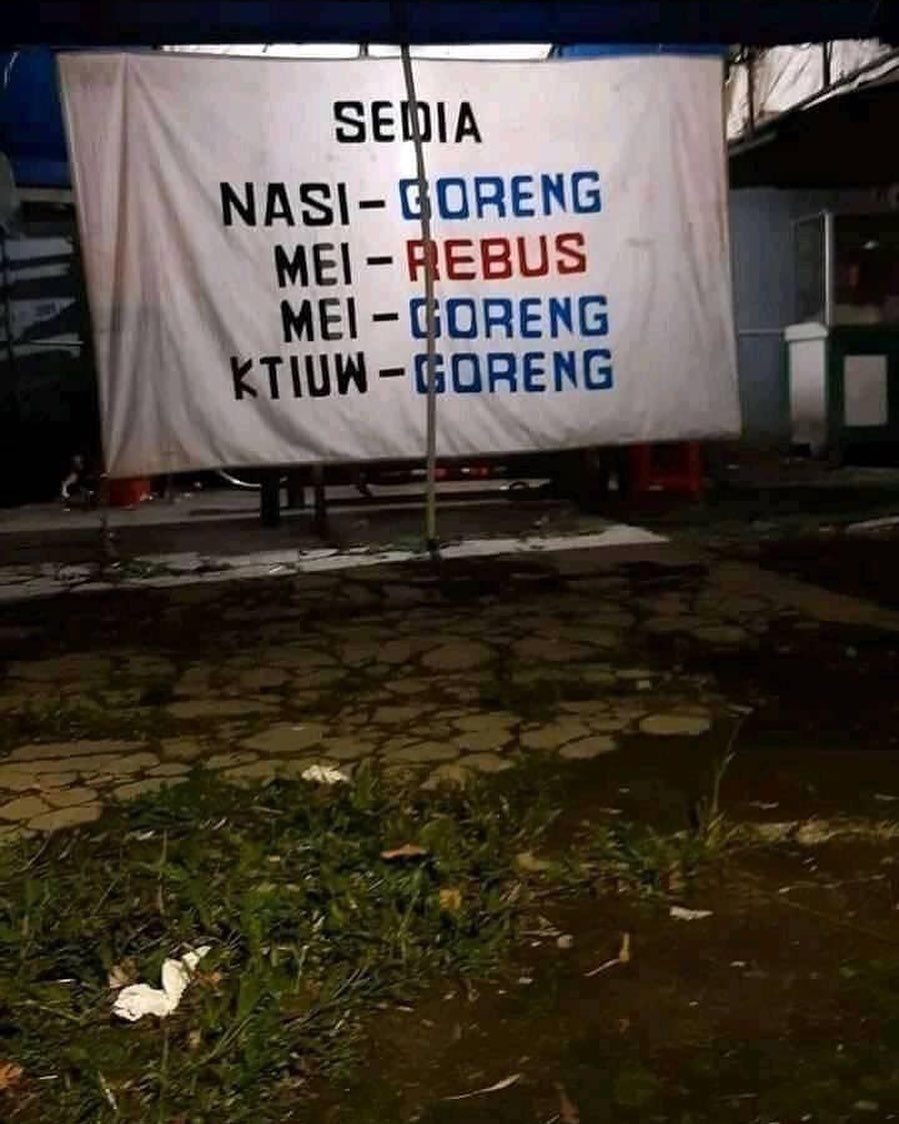 SEDIA
NASI-GORENG
MEI-REBUS
MEI-GORENG
KTIUW-GORENG